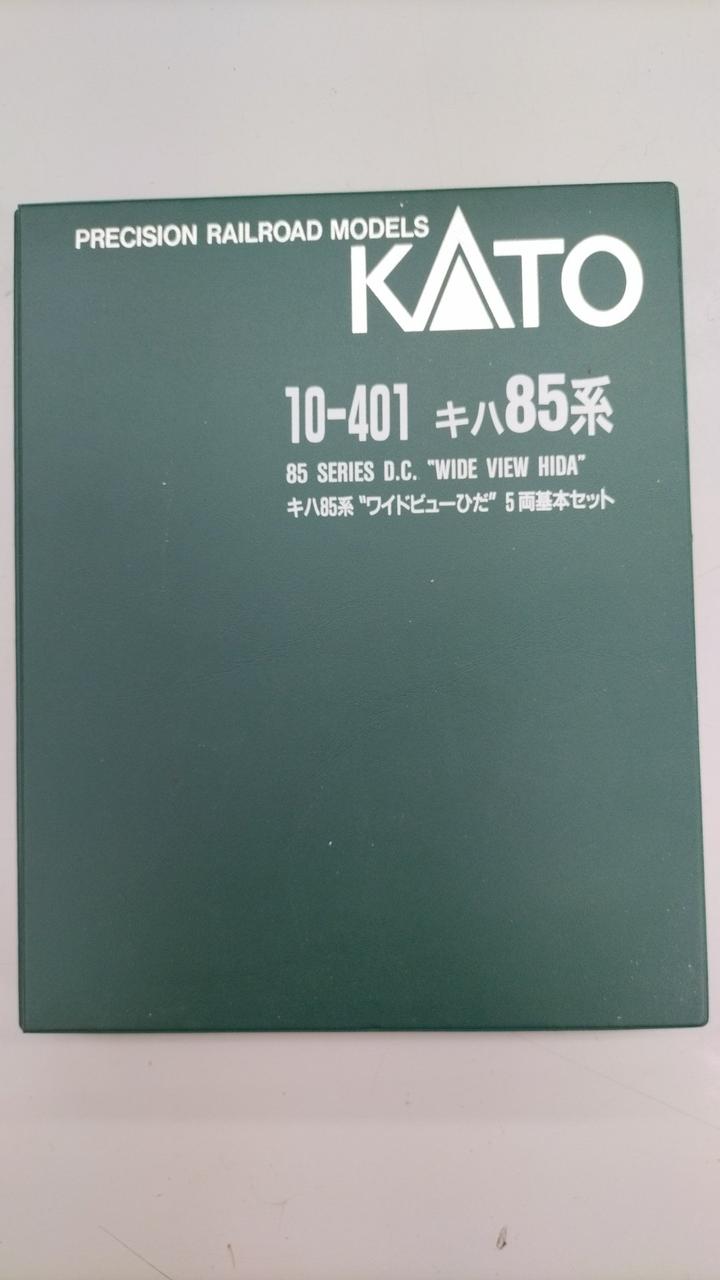 PRECISION RAILROAD MODELS
KATO
10-401 キハ85系
85 SERIES D.C. "WIDE VIEW HIDA"
キハ85系 "ワイドビューひだ" 5両基本セット